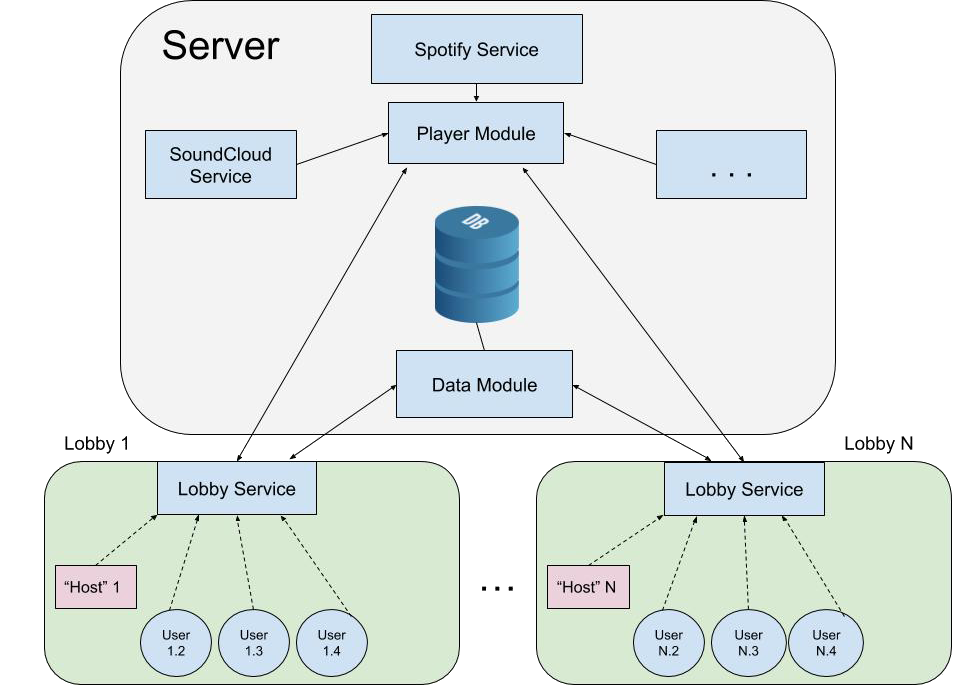 Server
Spotify Service
Player Module
SoundCloud
Service
. . .
DB
Data Module
Lobby 1
Lobby N
Lobby Service
Lobby Service
“Host” 1
. . .
“Host” N
User
1.2
User
1.3
User
1.4
User
N.2
User
N.3
User
N.4